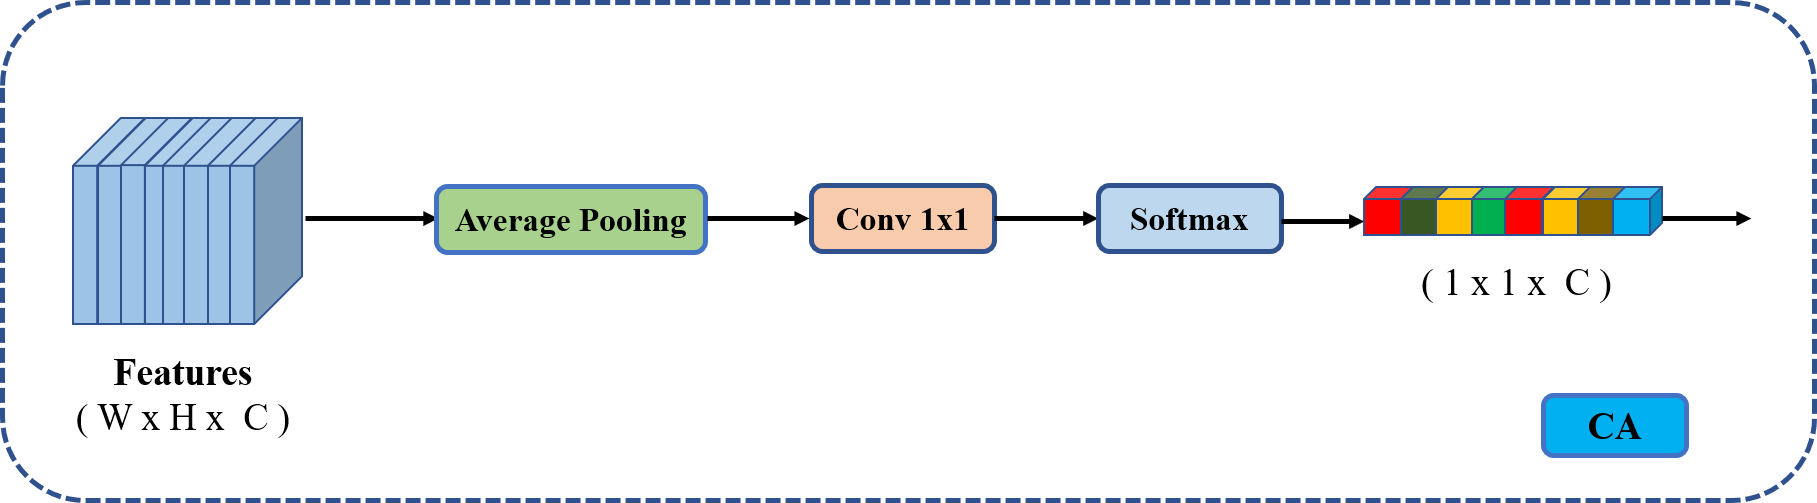 Average Pooling
Conv 1x1
Softmax
( 1 x 1 x C )
Features
( W x H x C )
CA